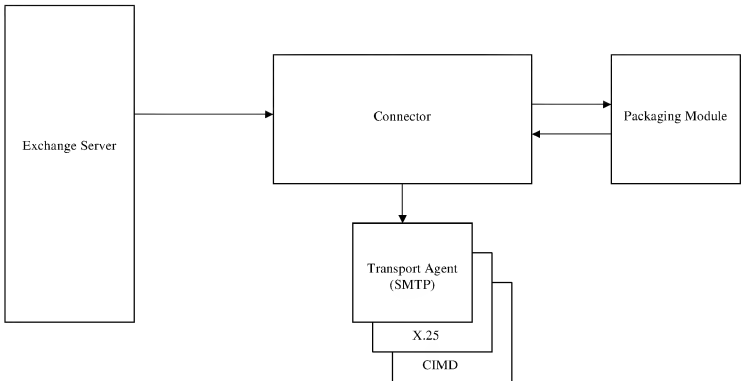 Exchange Server
Connector
Packaging Module
Transport Agent
(SMTP)
X.25
CIMD